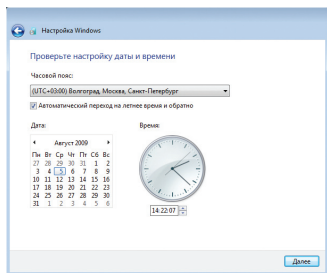 Настройка Windows
Проверьте настройку даты и времени
Часовой пояс:
(UTC+03:00) Волгоград, Москва, Санкт-Петербург
Автоматический переход на летнее время и обратно
Дата:
Время:
Август 2009
Пн Вт Ср Чт Пт Сб Вс
27 28 29 30 31 1 2
3 4 5 6 7 8 9
10 11 12 13 14 15 16
17 18 19 20 21 22 23
24 25 26 27 28 29 30
31 1 2 3 4 5 6
14:22:07
Далее